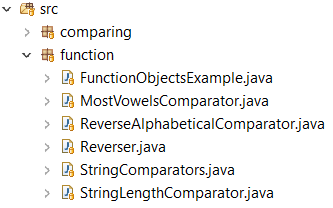 src
comparing
function
FunctionObjectsExample.java
MostVowelsComparator.java
ReverseAlphabeticalComparator.java
Reverser.java
StringComparators.java
StringLengthComparator.java